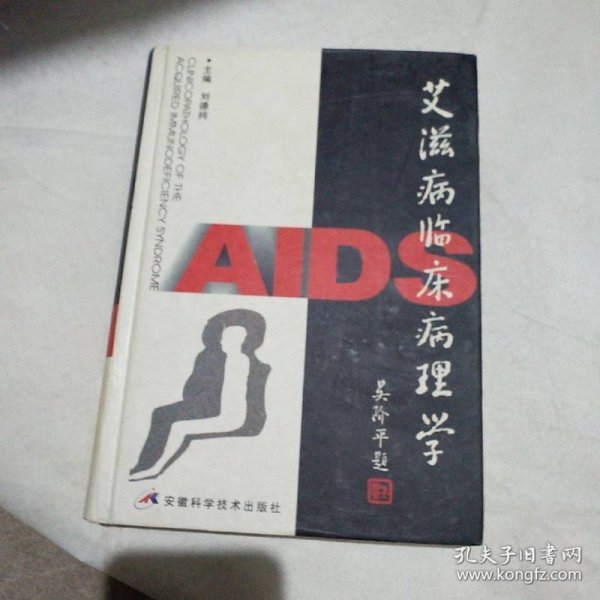 艾滋病临床病理学
吴阶平题
• 主编 刘德纯
CLINICOPATHOLOGY OF THE
ACQUIRED IMMUNODEFICIENCY SYNDROME
AIDS
安徽科学技术出版社
孔夫子旧书网
www.kongfz.com